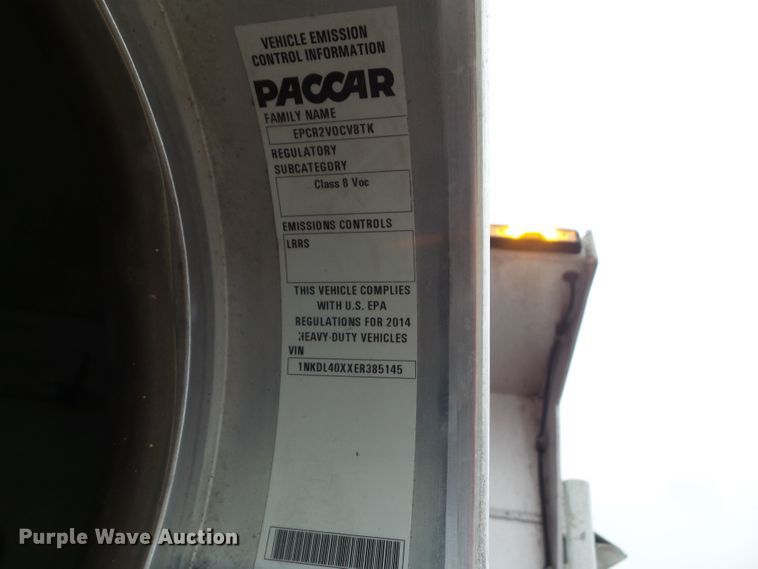 VEHICLE EMISSION
CONTROL INFORMATION
PACCAR
FAMILY NAME
EPCR2VOCV8TK
REGULATORY
SUBCATEGORY
Class 8 Voc
EMISSIONS CONTROLS
LRRS
THIS VEHICLE COMPLIES
WITH U.S. EPA
REGULATIONS FOR 2014
HEAVY-DUTY VEHICLES
VIN
1NKDL40XXER385145
Purple Wave Auction